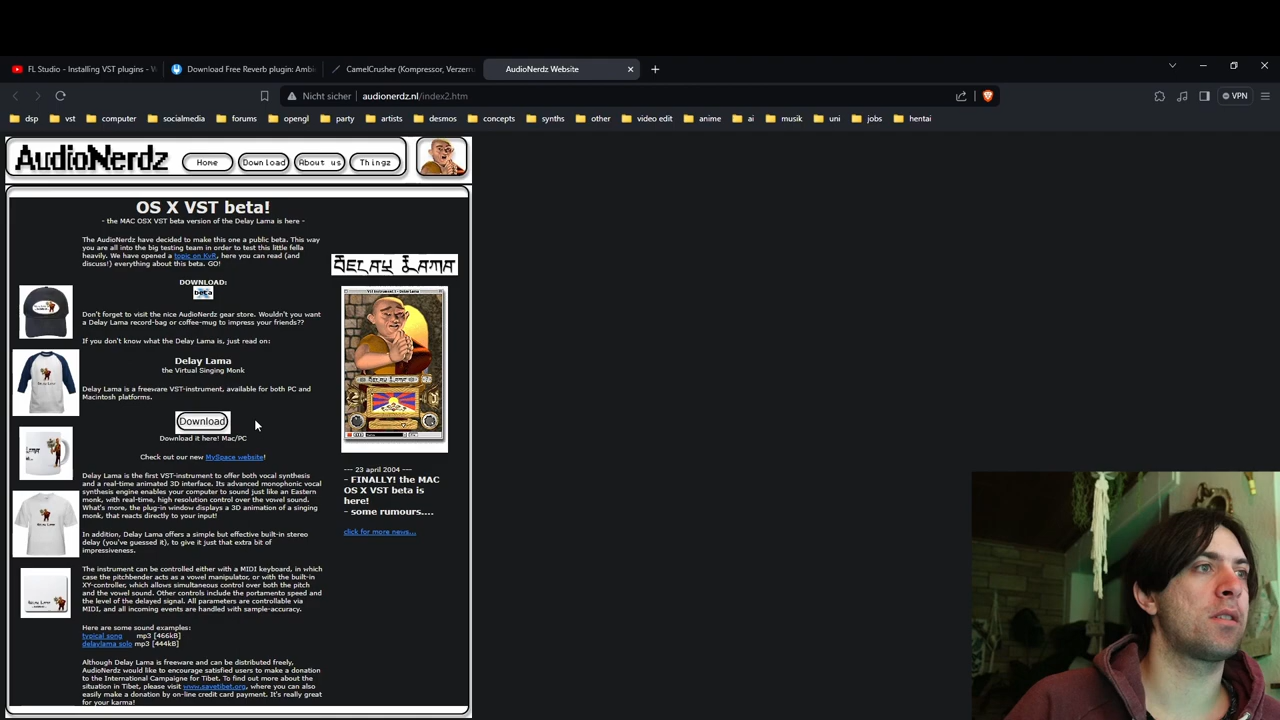 FL Studio - Installing VST plugins - V
Download Free Reverb plugin: Ambi
CamelCrusher (Kompressor, Verzerru
AudioNerdz Website
Nicht sicher
audionerdz.nl/index2.htm
VPN
dsp
vst
computer
socialmedia
forums
opengl
party
artists
desmos
concepts
synths
other
video edit
anime
ai
musik
uni
jobs
hentai
AudioNerdz
Home
Download
About us
Thingz
OS X VST beta!
- the MAC OSX VST beta version of the Delay Lama is here -
The AudioNerdz have decided to make this one a public beta. This way
you are all into the big testing team in order to test this little fella
heavily. We have opened a topic on KvR, here you can read (and
discuss!) everything about this beta. GO!
DOWNLOAD:
beta
Don't forget to visit the nice AudioNerdz gear store. Wouldn't you want
a Delay Lama record-bag or coffee-mug to impress your friends??
If you don't know what the Delay Lama is, just read on:
Delay Lama
the Virtual Singing Monk
Delay Lama is a freeware VST-instrument, available for both PC and
Macintosh platforms.
Download
Download it here! Mac/PC
Check out our new MySpace website!
Delay Lama is the first VST-instrument to offer both vocal synthesis
and a real-time animated 3D interface. Its advanced monophonic vocal
synthesis engine enables your computer to sound just like an Eastern
monk, with real-time, high resolution control over the vowel sound.
What's more, the plug-in window displays a 3D animation of a singing
monk, that reacts directly to your input!
In addition, Delay Lama offers a simple but effective built-in stereo
delay (you've guessed it), to give it just that extra bit of
impressiveness.
The instrument can be controlled either with a MIDI keyboard, in which
case the pitchbender acts as a vowel manipulator, or with the built-in
XY-controller, which allows simultaneous control over both the pitch
and the vowel sound. Other controls include the portamento speed and
the level of the delayed signal. All parameters are controllable via
MIDI, and all incoming events are handled with sample-accuracy.
Here are some sound examples:
typical song mp3 [466kB]
delaylama solo mp3 [444kB]
Although Delay Lama is freeware and can be distributed freely,
AudioNerdz would like to encourage satisfied users to make a donation
to the International Campaign for Tibet. To find out more about the
situation in Tibet, please visit www.savetibet.org, where you can also
easily make a donation by on-line credit card payment. It's really great
for your karma!
DELAY LAMA
DELAY LAMA
--- 23 april 2004 ---
- FINALLY! the MAC
OS X VST beta is
here!
- some rumours....
click for more news...